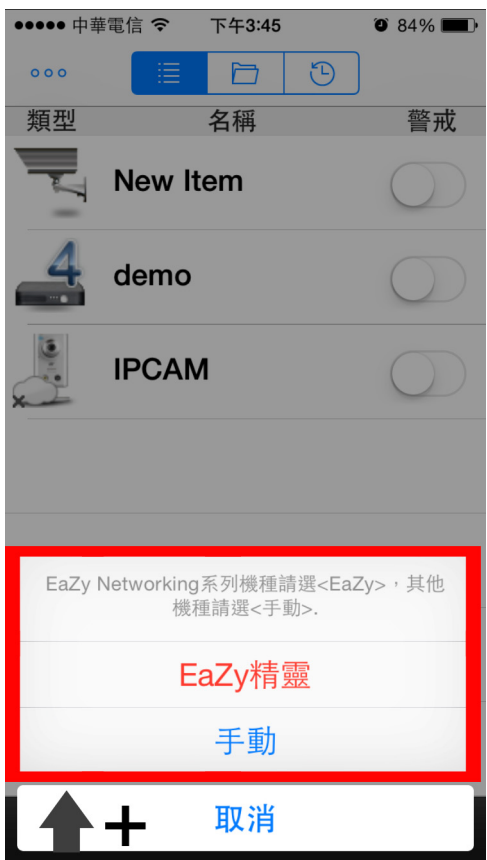 中華電信 下午3:45 84%
類型 名稱 警戒
New Item
4
demo
IPCAM
EaZy Networking系列機種請選<EaZy>，其他
機種請選<手動>.
EaZy精靈
手動
取消
+